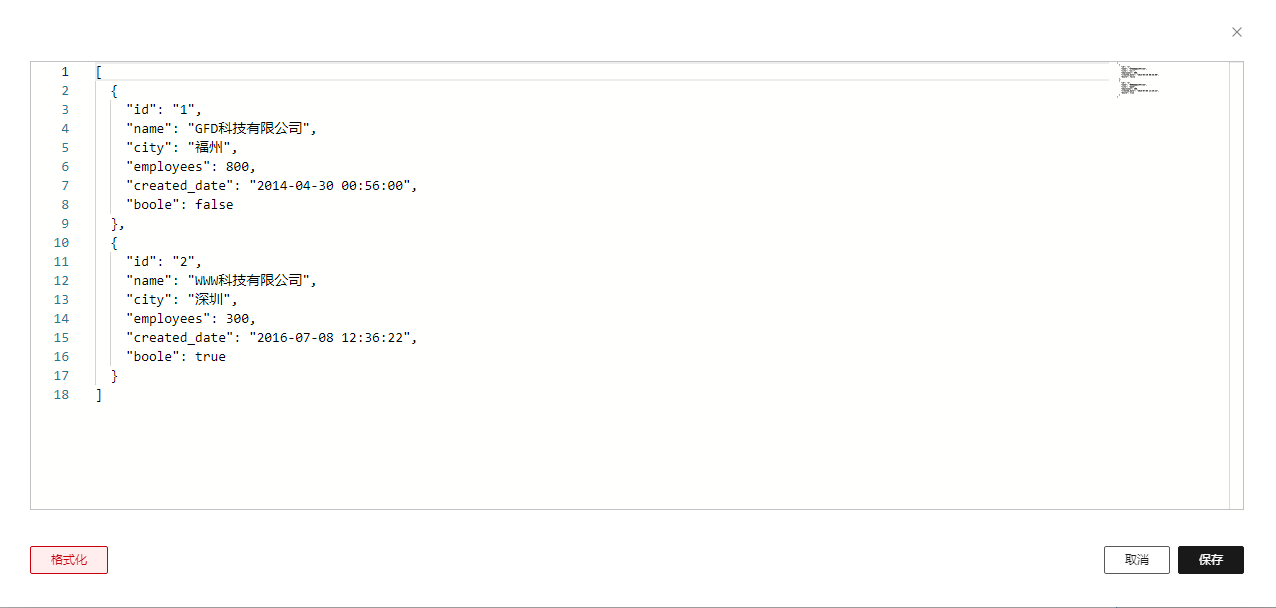 1 [
2 {
3 "id": "1",
4 "name": "GFD科技有限公司",
5 "city": "福州",
6 "employees": 800,
7 "created_date": "2014-04-30 00:56:00",
8 "boole": false
9 },
10 {
11 "id": "2",
12 "name": "WWW科技有限公司",
13 "city": "深圳",
14 "employees": 300,
15 "created_date": "2016-07-08 12:36:22",
16 "boole": true
17 }
18 ]
格式化 取消 保存